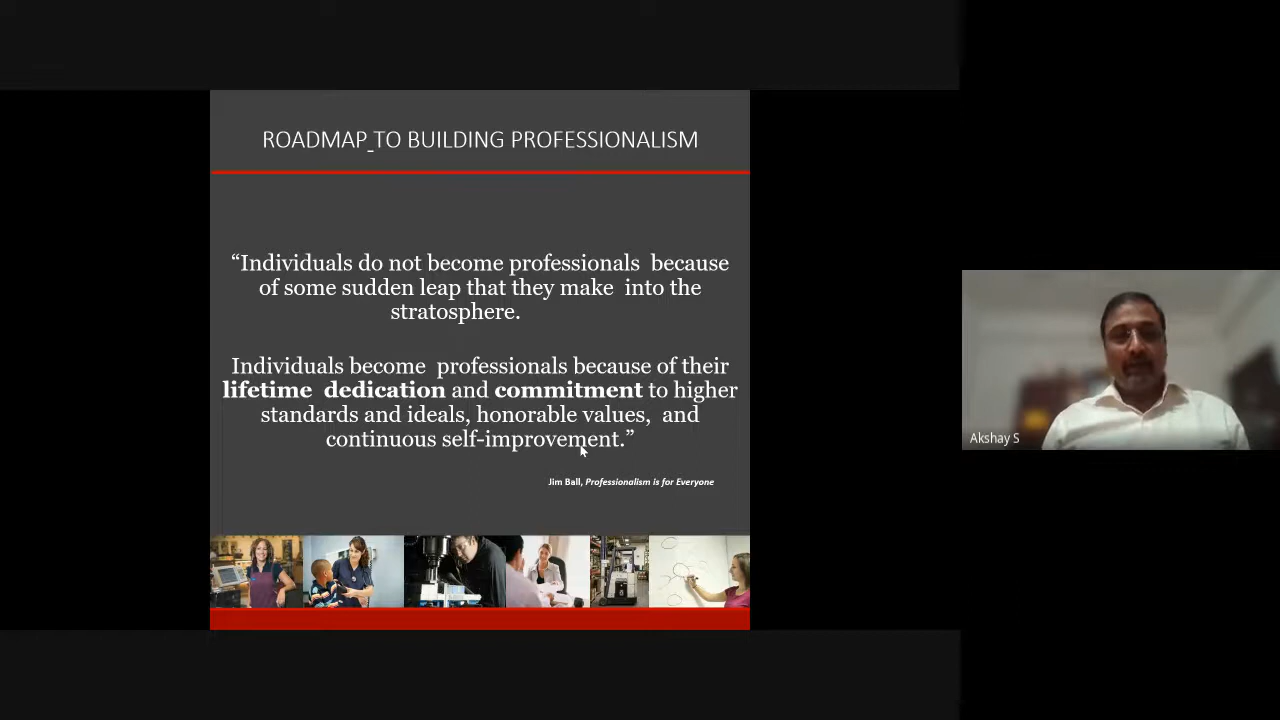 ROADMAP_TO BUILDING PROFESSIONALISM
“Individuals do not become professionals because
of some sudden leap that they make into the
stratosphere.
Individuals become professionals because of their
lifetime dedication and commitment to higher
standards and ideals, honorable values, and
continuous self-improvement.”
Jim Ball, Professionalism is for Everyone
Akshay S